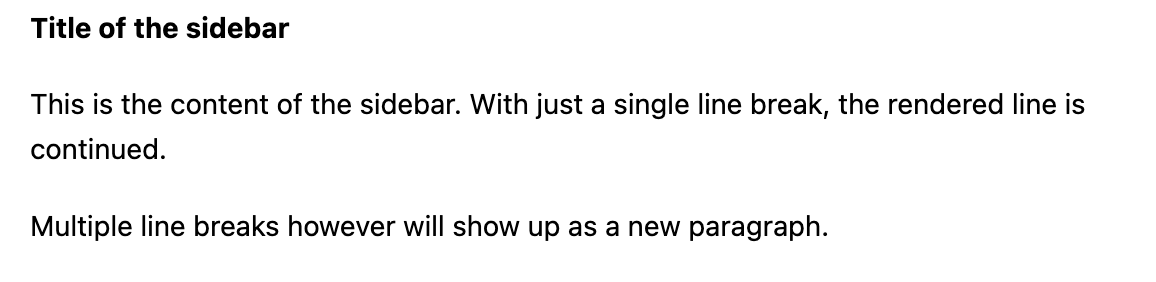 Title of the sidebar
This is the content of the sidebar. With just a single line break, the rendered line is
continued.
Multiple line breaks however will show up as a new paragraph.